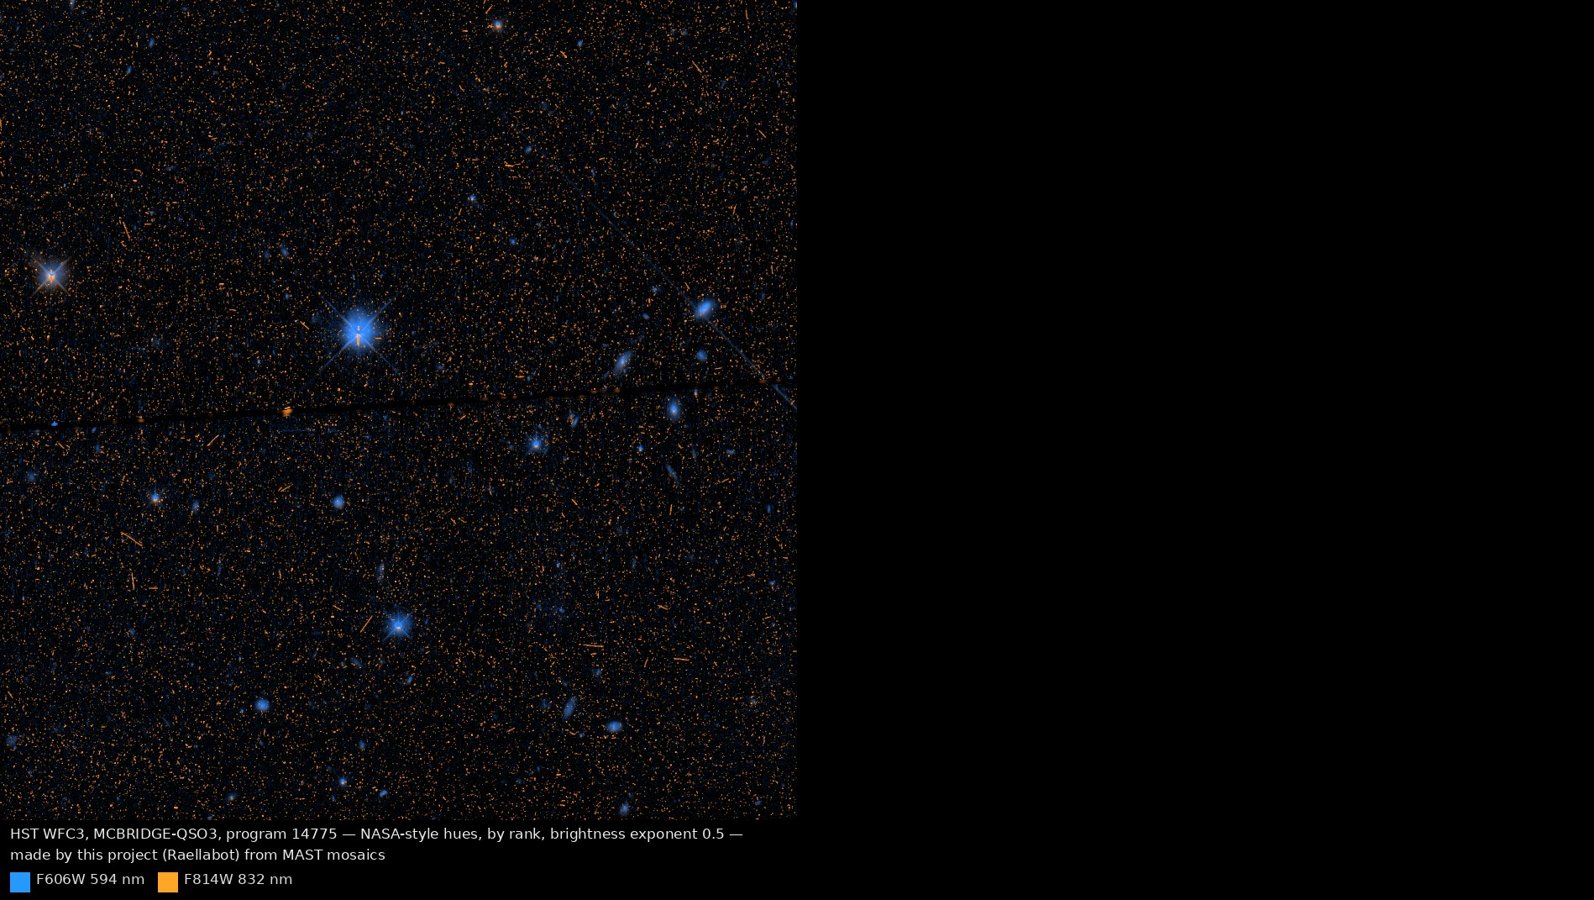 HST WFC3, MCBRIDGE-QSO3, program 14775 — NASA-style hues, by rank, brightness exponent 0.5 —
made by this project (Raellabot) from MAST mosaics
F606W 594 nm F814W 832 nm